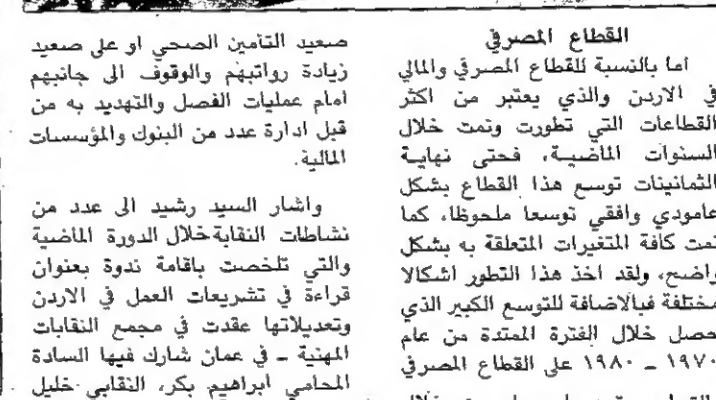 القطاع المصرفي
اما بالنسبة للقطاع المصرفي والمالي
في الاردن والذي يعتبر من اكثر
القطاعات التي تطورت ونمت خلال
السنوات الماضية، فحتى نهاية
الثمانينات توسع هذا القطاع بشكل
عامودي وافقي توسعا ملحوظا، كما
نمت كافة المتغيرات المتعلقة به بشكل
واضح، ولقد اخذ هذا التطور اشكالا
مختلفة فبالاضافة للتوسع الكبير الذي
حصل خلال الفترة الممتدة من عام
١٩٧٠ ـ ١٩٨٠ على القطاع المصرفي
صعيد التأمين الصحي او على صعيد
زيادة رواتبهم والوقوف الى جانبهم
امام عمليات الفصل والتهديد به من
قبل ادارة عدد من البنوك والمؤسسات
المالية.
واشار السيد رشيد الى عدد من
نشاطات النقابة خلال الدورة الماضية
والتي تلخصت باقامة ندوة بعنوان
قراءة في تشريعات العمل في الاردن
وتعديلاتها عقدت في مجمع النقابات
المهنية ـ في عمان شارك فيها السادة
المحامي ابراهيم بكر، النقابي خليل